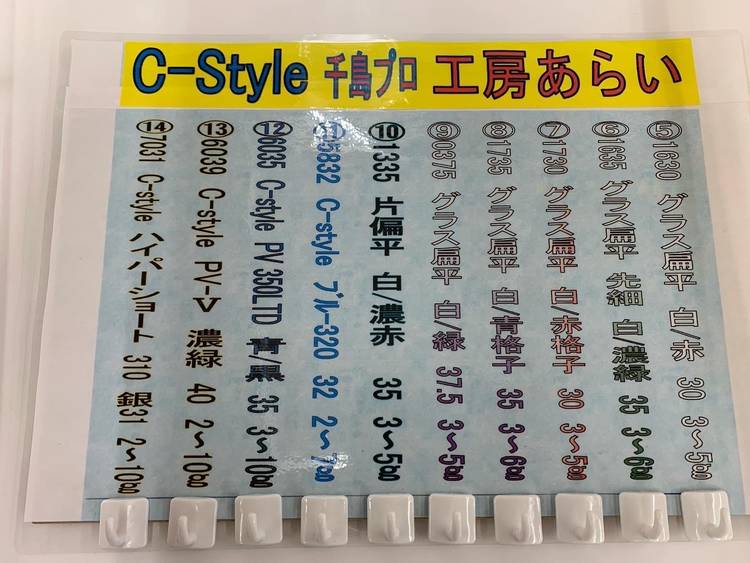 C-Style 千島プロ 工房あらい
⑤1630 グラス扁平 白/赤 30 3~5g
⑥1635 グラス扁平 先細 白/濃緑 35 3~6g
⑦1730 グラス扁平 白/赤格子 30 3~5g
⑧1735 グラス扁平 白/青格子 35 3~6g
⑨0375 グラス扁平 白/緑 37.5 3~5g
⑩1335 片偏平 白/濃赤 35 3~5g
⑪5832 C-style ブルー320 32 2~7g
⑫6035 C-style PV 350LTD 青/黒 35 3~10g
⑬6039 C-style PV-V 濃緑 40 2~10g
⑭7031 C-style ハイパーショート 310 銀31 2~10g